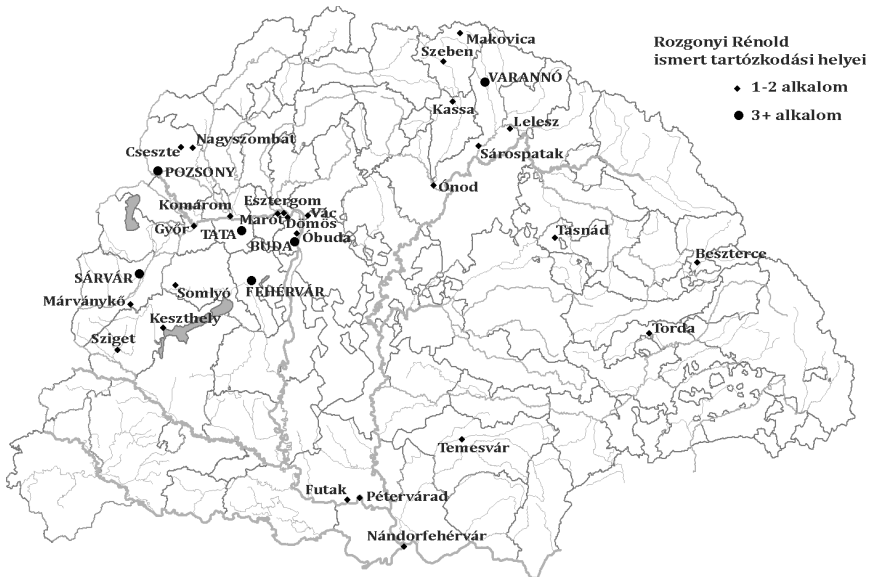 Makovica
Szeben
Rozgonyi Rénold
ismert tartózkodási helyei
VARANNÓ
1-2 alkalom
Kassa
3+ alkalom
Lelesz
Nagyszombat
Cseszte
Sárospatak
POZSONY
Ónod
Esztergom
Komárom
Vác
Marót
Dömös
Győr
TATA
Tasnád
Óbuda
BUDA
Beszterce
SÁRVÁR
FEHÉRVÁR
Somlyó
Márványkő
Keszthely
Torda
Sziget
Temesvár
Futak
Pétervárad
Nándorfehérvár